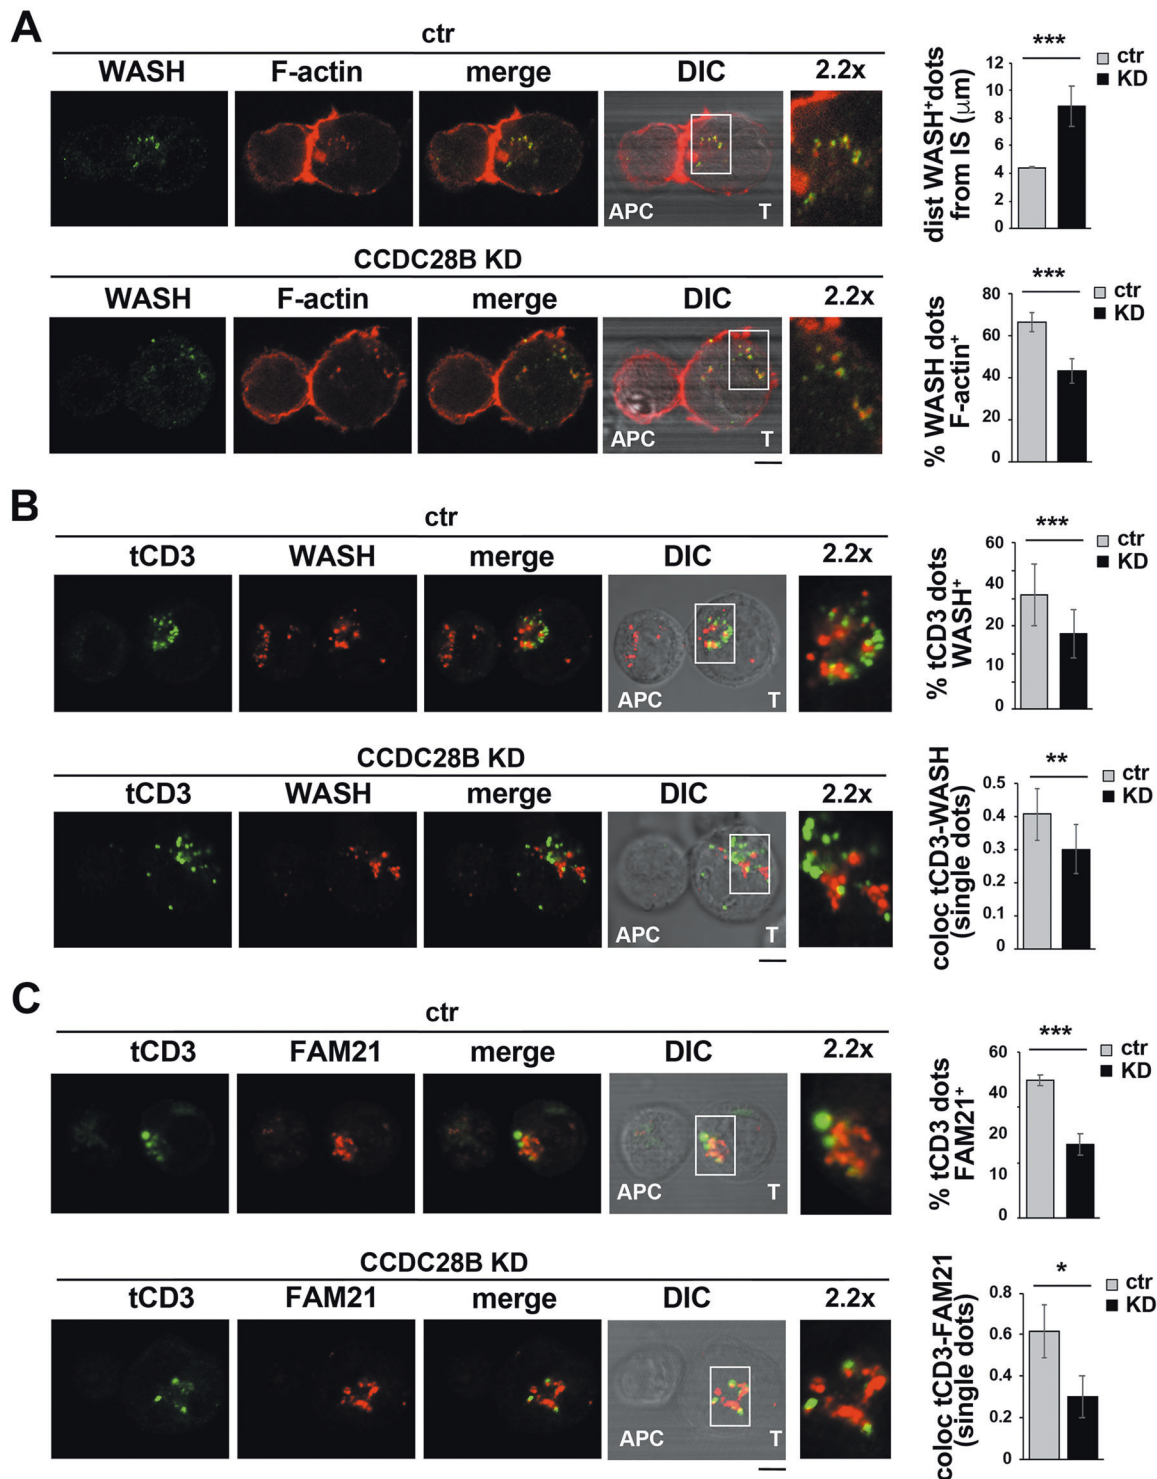 A
ctr
WASH F-actin merge DIC 2.2x
APC T
CCDC28B KD
WASH F-actin merge DIC 2.2x
APC T
***
ctr
KD
dist WASH⁺dots
from IS (μm)
12
10
8
6
4
2
0
***
ctr
KD
% WASH dots
F-actin⁺
80
60
40
20
0
B
ctr
tCD3 WASH merge DIC 2.2x
APC T
CCDC28B KD
tCD3 WASH merge DIC 2.2x
APC T
***
ctr
KD
% tCD3 dots
WASH⁺
60
40
20
10
0
**
ctr
KD
coloc tCD3-WASH
(single dots)
0.5
0.4
0.3
0.2
0.1
0
C
ctr
tCD3 FAM21 merge DIC 2.2x
APC T
CCDC28B KD
tCD3 FAM21 merge DIC 2.2x
APC T
***
ctr
KD
% tCD3 dots
FAM21⁺
60
40
20
10
0
*
ctr
KD
coloc tCD3-FAM21
(single dots)
0.8
0.6
0.4
0.2
0